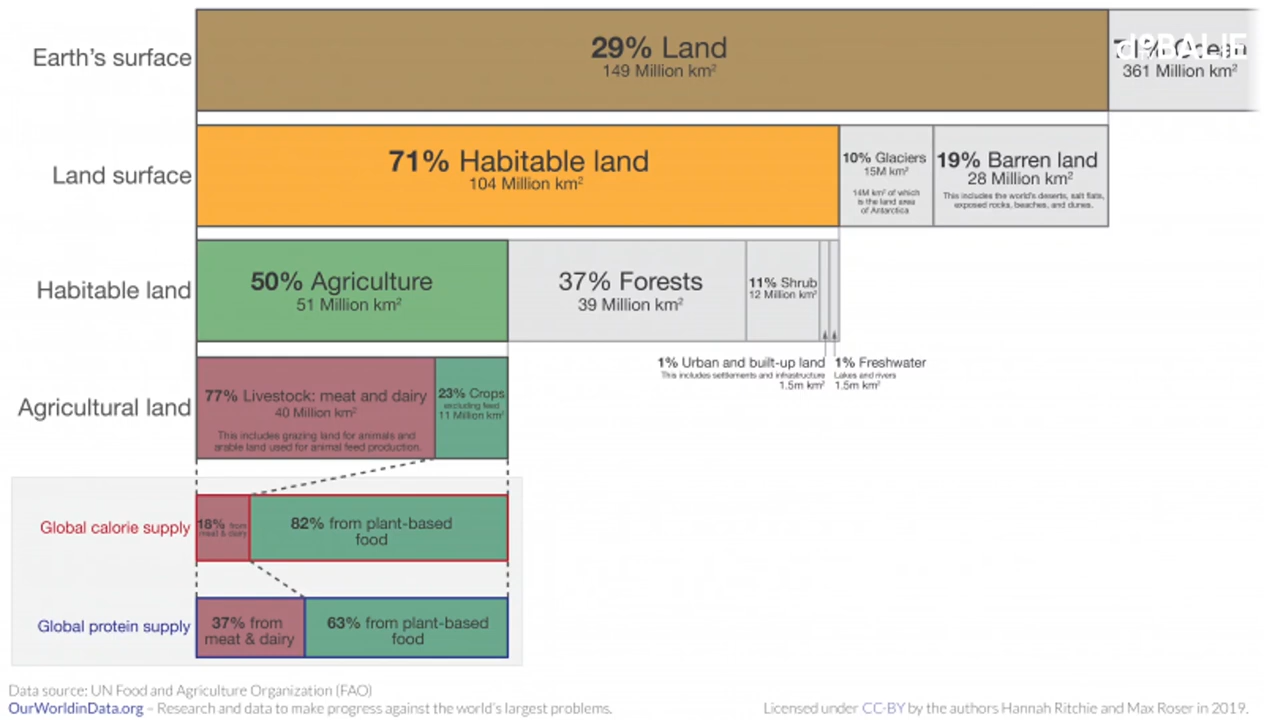 Earth's surface
29% Land
149 Million km²
71% Ocean
361 Million km²
Land surface
71% Habitable land
104 Million km²
10% Glaciers
15M km²
14M km² of which
is the land area
of Antarctica
19% Barren land
28 Million km²
This includes the world's deserts, salt flats,
exposed rocks, beaches, and dunes.
Habitable land
50% Agriculture
51 Million km²
37% Forests
39 Million km²
11% Shrub
12 Million km²
1% Urban and built-up land
This includes settlements and infrastructure
1.5m km²
1% Freshwater
Lakes and rivers
1.5m km²
Agricultural land
77% Livestock: meat and dairy
40 Million km²
This includes grazing land for animals and
arable land used for animal feed production.
23% Crops
excluding feed
11 Million km²
Global calorie supply
18% from
meat & dairy
82% from plant-based
food
Global protein supply
37% from
meat & dairy
63% from plant-based
food
Data source: UN Food and Agriculture Organization (FAO)
OurWorldinData.org – Research and data to make progress against the world's largest problems.
Licensed under CC-BY by the authors Hannah Ritchie and Max Roser in 2019.